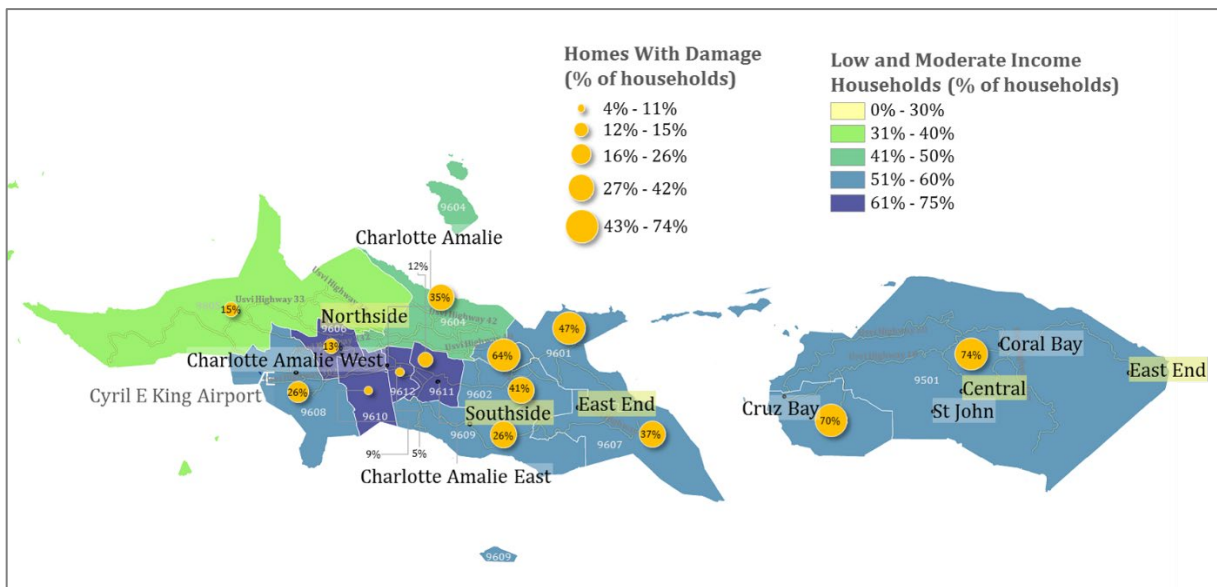 Homes With Damage
(% of households)
4% - 11%
12% - 15%
16% - 26%
27% - 42%
43% - 74%
Low and Moderate Income
Households (% of households)
0% - 30%
31% - 40%
41% - 50%
51% - 60%
61% - 75%
9604
Charlotte Amalie
12%
35%
Usvi Highway 33
Usvi Highway
15%
Northside
9604
Usvi Highway 42
47%
9606
13%
64%
9601
Charlotte Amalie West
Cyril E King Airport
26%
9608
9610
9612
9611
9602
41%
Southside
East End
9609
26%
9607
37%
9%
5%
Charlotte Amalie East
9609
74%
Coral Bay
9501
East End
Central
Cruz Bay
St John
70%